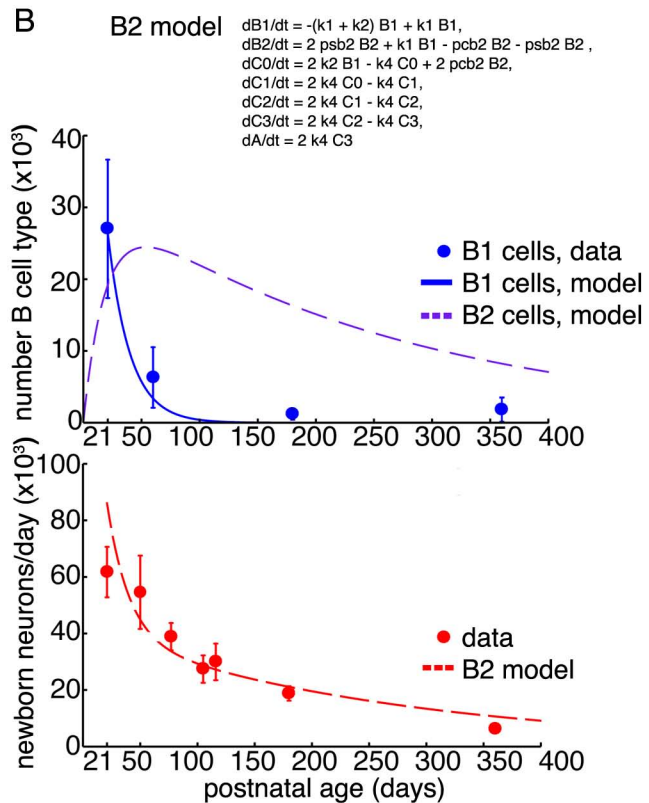 B
B2 model
dB1/dt = -(k1 + k2) B1 + k1 B1,
dB2/dt = 2 psb2 B2 + k1 B1 - pcb2 B2 - psb2 B2 ,
dC0/dt = 2 k2 B1 - k4 C0 + 2 pcb2 B2,
dC1/dt = 2 k4 C0 - k4 C1,
dC2/dt = 2 k4 C1 - k4 C2,
dC3/dt = 2 k4 C2 - k4 C3,
dA/dt = 2 k4 C3
number B cell type (x10³)
40
30
20
10
0
B1 cells, data
B1 cells, model
B2 cells, model
21 50 100 150 200 250 300 350 400
newborn neurons/day (x10³)
100
80
60
40
20
0
data
B2 model
21 50 100 150 200 250 300 350 400
postnatal age (days)